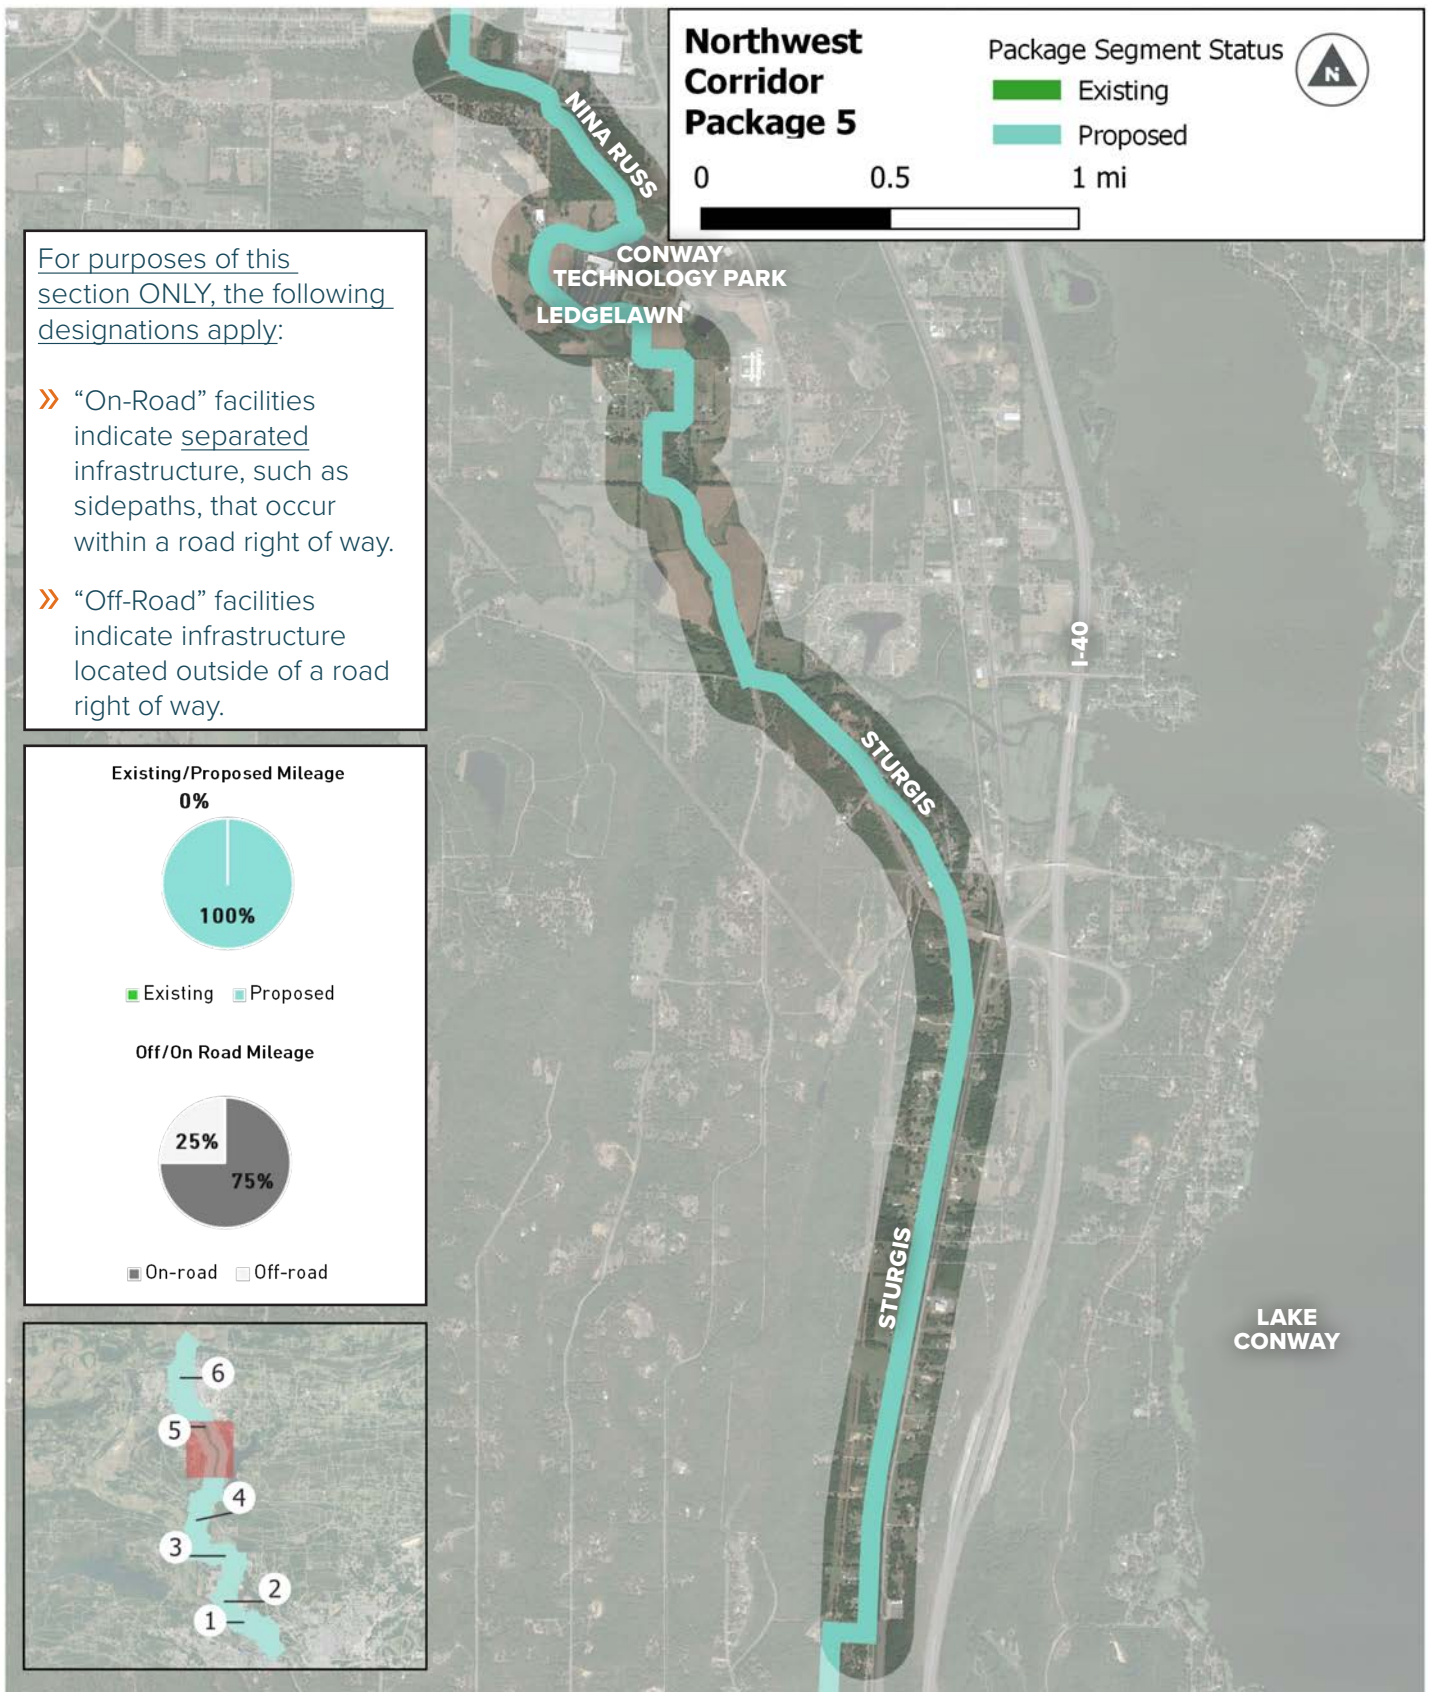 Northwest
Corridor
Package 5
Package Segment Status
Existing
Proposed
N
0 0.5 1 mi
NINA RUSS
CONWAY
TECHNOLOGY PARK
LEDGELAWN
For purposes of this
section ONLY, the following
designations apply:
» “On-Road” facilities
indicate separated
infrastructure, such as
sidepaths, that occur
within a road right of way.
» “Off-Road” facilities
indicate infrastructure
located outside of a road
right of way.
I-40
STURGIS
Existing/Proposed Mileage
0%
100%
Existing Proposed
Off/On Road Mileage
25%
75%
On-road Off-road
STURGIS
LAKE
CONWAY
6
5
4
3
2
1